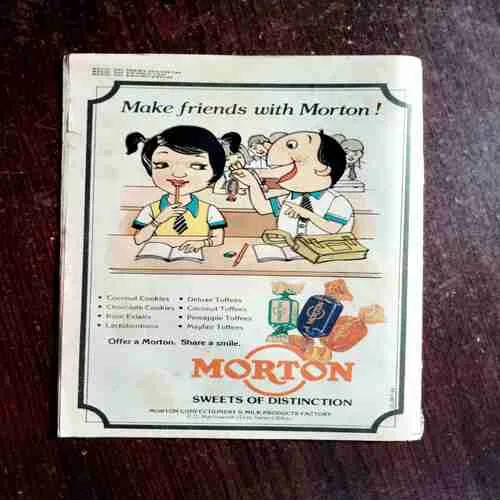 Make friends with Morton!
• Coconut Cookies • Deluxe Toffees
• Chocolate Cookies • Coconut Toffees
• Rose Eclairs • Pineapple Toffees
• Lactobonbons • Mayfair Toffees
Offer a Morton. Share a smile.
MORTON
SWEETS OF DISTINCTION
MORTON CONFECTIONERY & MILK PRODUCTS FACTORY